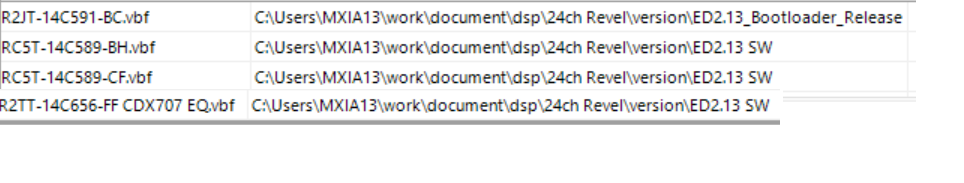 R2JT-14C591-BC.vbf C:\Users\MXIA13\work\document\dsp\24ch Revel\version\ED2.13_Bootloader_Release
RC5T-14C589-BH.vbf C:\Users\MXIA13\work\document\dsp\24ch Revel\version\ED2.13 SW
RC5T-14C589-CF.vbf C:\Users\MXIA13\work\document\dsp\24ch Revel\version\ED2.13 SW
R2TT-14C656-FF CDX707 EQ.vbf C:\Users\MXIA13\work\document\dsp\24ch Revel\version\ED2.13 SW